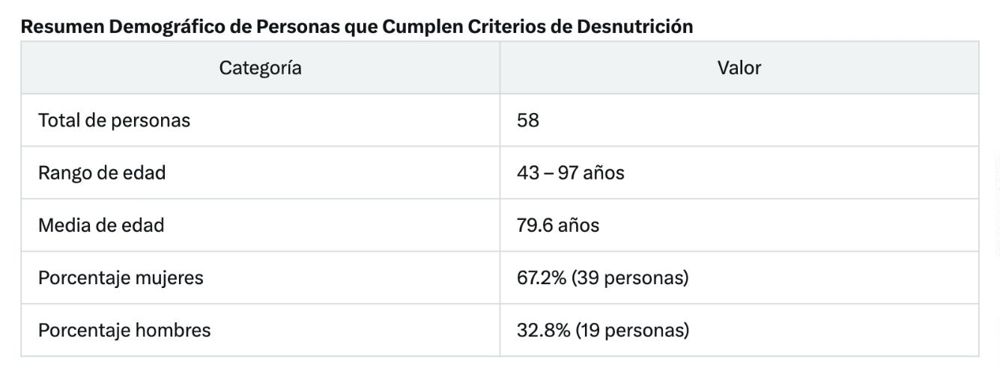 Resumen Demográfico de Personas que Cumplen Criterios de Desnutrición
Categoría Valor
Total de personas 58
Rango de edad 43 – 97 años
Media de edad 79.6 años
Porcentaje mujeres 67.2% (39 personas)
Porcentaje hombres 32.8% (19 personas)